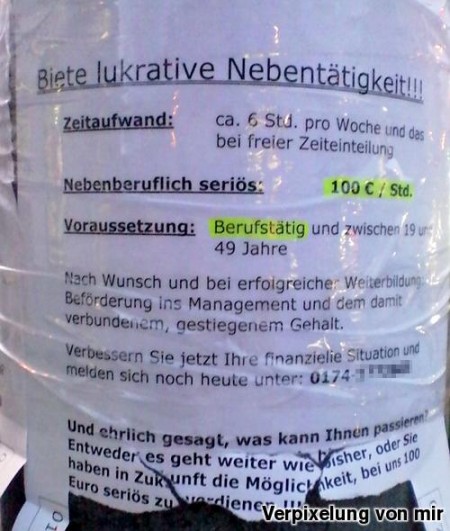 Biete lukrative Nebentätigkeit!!!
Zeitaufwand: ca. 6 Std. pro Woche und das
bei freier Zeiteinteilung
Nebenberuflich seriös: 100 € / Std.
Voraussetzung: Berufstätig und zwischen 19 und
49 Jahre
Nach Wunsch und bei erfolgreicher Weiterbildung
Beförderung ins Management und dem damit
verbundenem, gestiegenem Gehalt.
Verbessern Sie jetzt Ihre finanzielle Situation und
melden sich noch heute unter: 0174-
Und ehrlich gesagt, was kann Ihnen passieren?
Entweder es geht weiter wie bisher, oder Sie
haben in Zukunft die Möglichkeit, bei uns 100
Euro seriös zu verdienen !!!
Verpixelung von mir